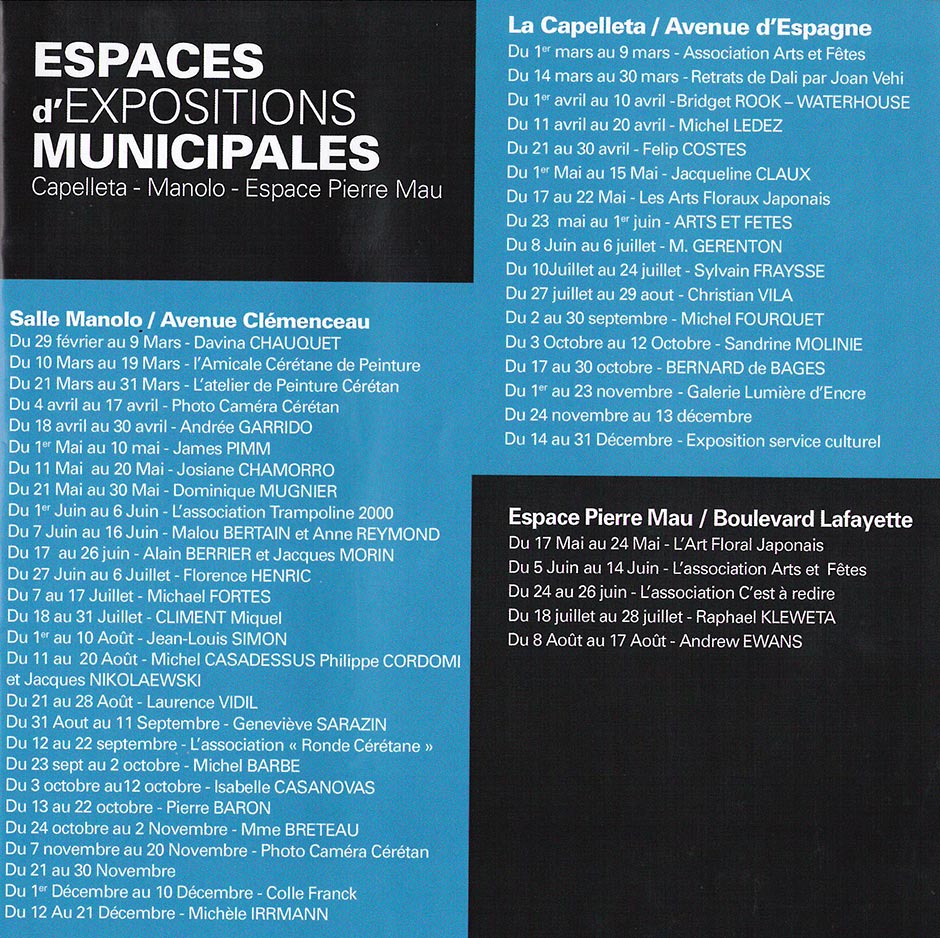 ESPACES
d'EXPOSITIONS
MUNICIPALES
Capelleta - Manolo - Espace Pierre Mau
Salle Manolo / Avenue Clémenceau
Du 29 février au 9 Mars - Davina CHAUQUET
Du 10 Mars au 19 Mars - l'Amicale Cérétane de Peinture
Du 21 Mars au 31 Mars - L'atelier de Peinture Cérétan
Du 4 avril au 17 avril - Photo Caméra Cérétan
Du 18 avril au 30 avril - Andrée GARRIDO
Du 1er Mai au 10 mai - James PIMM
Du 11 Mai au 20 Mai - Josiane CHAMORRO
Du 21 Mai au 30 Mai - Dominique MUGNIER
Du 1er Juin au 6 Juin - L'association Trampoline 2000
Du 7 Juin au 16 Juin - Malou BERTAIN et Anne REYMOND
Du 17 au 26 juin - Alain BERRIER et Jacques MORIN
Du 27 Juin au 6 Juillet - Florence HENRIC
Du 7 au 17 Juillet - Michael FORTES
Du 18 au 31 Juillet - CLIMENT Miquel
Du 1er au 10 Août - Jean-Louis SIMON
Du 11 au 20 Août - Michel CASADESSUS Philippe CORDOMI
et Jacques NIKOLAEWSKI
Du 21 au 28 Août - Laurence VIDIL
Du 31 Aout au 11 Septembre - Geneviève SARAZIN
Du 12 au 22 septembre - L'association « Ronde Cérétane »
Du 23 sept au 2 octobre - Michel BARBE
Du 3 octobre au12 octobre - Isabelle CASANOVAS
Du 13 au 22 octobre - Pierre BARON
Du 24 octobre au 2 Novembre - Mme BRETEAU
Du 7 novembre au 20 Novembre - Photo Caméra Cérétan
Du 21 au 30 Novembre
Du 1er Décembre au 10 Décembre - Colle Franck
Du 12 Au 21 Décembre - Michèle IRRMANN
La Capelleta / Avenue d'Espagne
Du 1er mars au 9 mars - Association Arts et Fêtes
Du 14 mars au 30 mars - Retrats de Dali par Joan Vehi
Du 1er avril au 10 avril -Bridget ROOK – WATERHOUSE
Du 11 avril au 20 avril - Michel LEDEZ
Du 21 au 30 avril - Felip COSTES
Du 1er Mai au 15 Mai - Jacqueline CLAUX
Du 17 au 22 Mai - Les Arts Floraux Japonais
Du 23 mai au 1er juin - ARTS ET FETES
Du 8 Juin au 6 juillet - M. GERENTON
Du 10Juillet au 24 juillet - Sylvain FRAYSSE
Du 27 juillet au 29 aout - Christian VILA
Du 2 au 30 septembre - Michel FOURQUET
Du 3 Octobre au 12 Octobre - Sandrine MOLINIE
Du 17 au 30 octobre - BERNARD de BAGES
Du 1er au 23 novembre - Galerie Lumière d'Encre
Du 24 novembre au 13 décembre
Du 14 au 31 Décembre - Exposition service culturel
Espace Pierre Mau / Boulevard Lafayette
Du 17 Mai au 24 Mai - L'Art Floral Japonais
Du 5 Juin au 14 Juin - L'association Arts et Fêtes
Du 24 au 26 juin - L'association C'est à redire
Du 18 juillet au 28 juillet - Raphael KLEWETA
Du 8 Août au 17 Août - Andrew EWANS